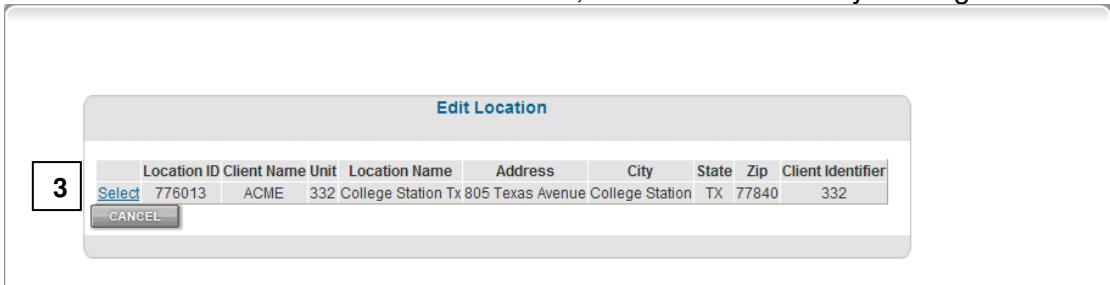 Edit Location
3
Location ID Client Name Unit Location Name Address City State Zip Client Identifier
Select 776013 ACME 332 College Station Tx 805 Texas Avenue College Station TX 77840 332
CANCEL